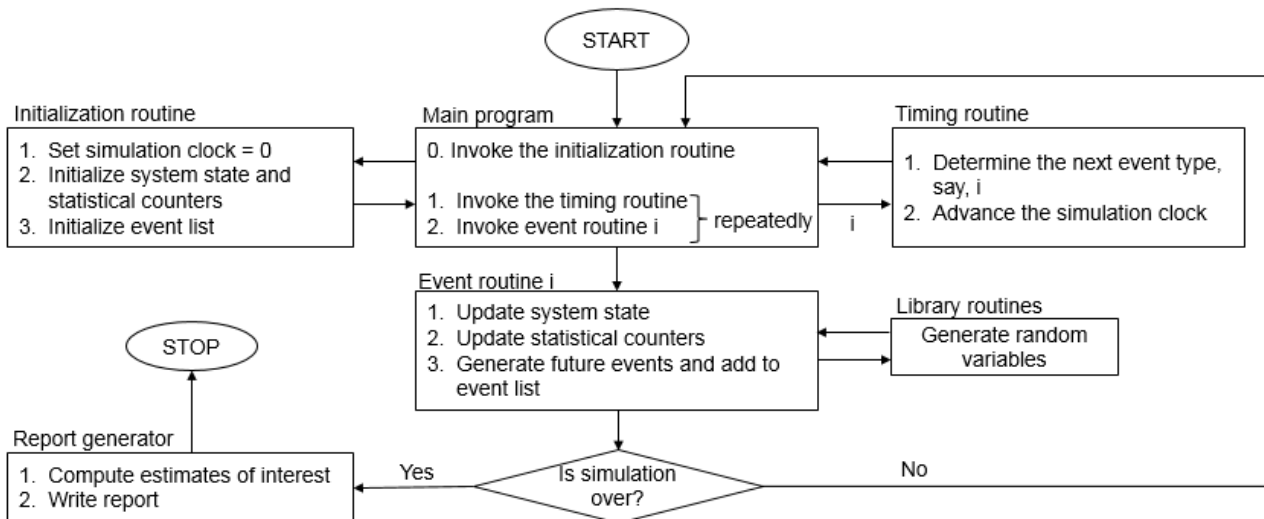 START
Initialization routine
1. Set simulation clock = 0
2. Initialize system state and
statistical counters
3. Initialize event list
Main program
0. Invoke the initialization routine
1. Invoke the timing routine
2. Invoke event routine i
repeatedly
Timing routine
1. Determine the next event type,
say, i
2. Advance the simulation clock
i
Event routine i
1. Update system state
2. Update statistical counters
3. Generate future events and add to
event list
Library routines
Generate random
variables
STOP
Report generator
1. Compute estimates of interest
2. Write report
Yes
Is simulation
over?
No